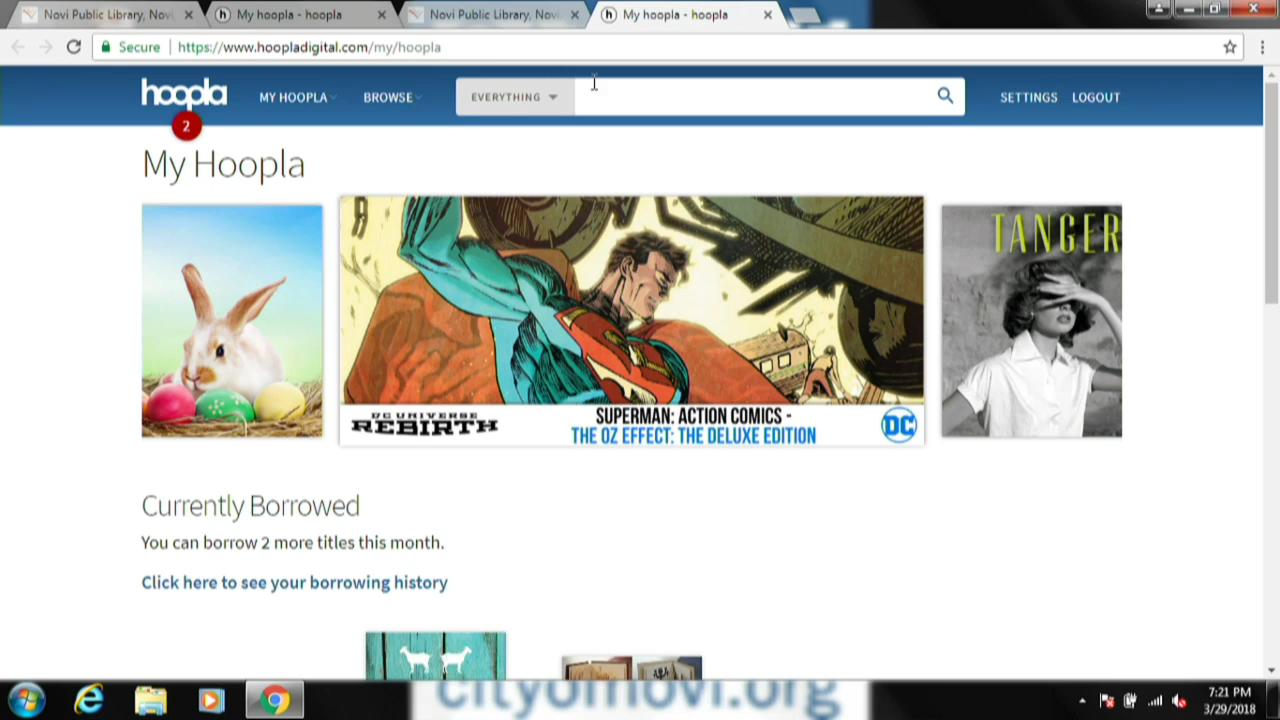 Novi Public Library, Novi
My hoopla - hoopla
Novi Public Library, Novi
My hoopla - hoopla
Secure
https://www.hoopladigital.com/my/hoopla
hoopla
2
MY HOOPLA
BROWSE
EVERYTHING
SETTINGS
LOGOUT
My Hoopla
DC UNIVERSE
REBIRTH
SUPERMAN: ACTION COMICS -
THE OZ EFFECT: THE DELUXE EDITION
DC
TANGER
Currently Borrowed
You can borrow 2 more titles this month.
Click here to see your borrowing history
cityofnovi.org
7:21 PM
3/29/2018